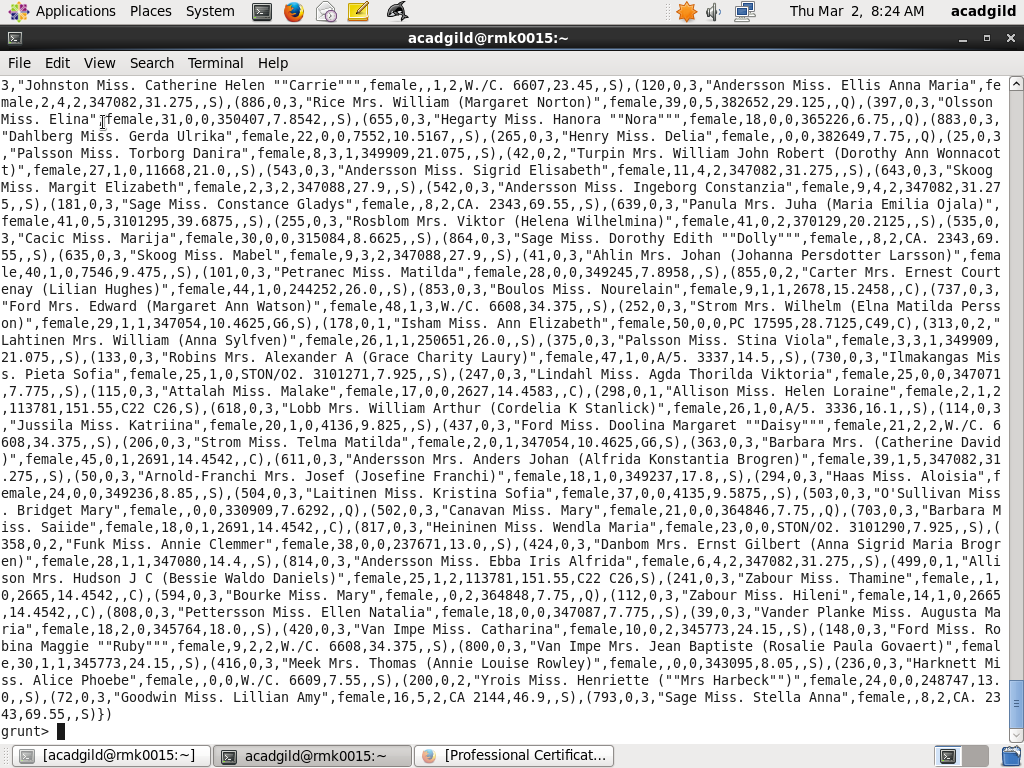 Applications Places System Thu Mar 2, 8:24 AM acadgild
acadgild@rmk0015:~
File Edit View Search Terminal Help
3,"Johnston Miss. Catherine Helen ""Carrie""",female,,1,2,W./C. 6607,23.45,,S),(120,0,3,"Andersson Miss. Ellis Anna Maria",fe
male,2,4,2,347082,31.275,,S),(886,0,3,"Rice Mrs. William (Margaret Norton)",female,39,0,5,382652,29.125,,Q),(397,0,3,"Olsson
Miss. Elina",female,31,0,0,350407,7.8542,,S),(655,0,3,"Hegarty Miss. Hanora ""Nora""",female,18,0,0,365226,6.75,,Q),(883,0,3,
"Dahlberg Miss. Gerda Ulrika",female,22,0,0,7552,10.5167,,S),(265,0,3,"Henry Miss. Delia",female,,0,0,382649,7.75,,Q),(25,0,3
,"Palsson Miss. Torborg Danira",female,8,3,1,349909,21.075,,S),(42,0,2,"Turpin Mrs. William John Robert (Dorothy Ann Wonnacot
t)",female,27,1,0,11668,21.0,,S),(543,0,3,"Andersson Miss. Sigrid Elisabeth",female,11,4,2,347082,31.275,,S),(643,0,3,"Skoog
Miss. Margit Elizabeth",female,2,3,2,347088,27.9,,S),(542,0,3,"Andersson Miss. Ingeborg Constanzia",female,9,4,2,347082,31.27
5,,S),(181,0,3,"Sage Miss. Constance Gladys",female,,8,2,CA. 2343,69.55,,S),(639,0,3,"Panula Mrs. Juha (Maria Emilia Ojala)",
female,41,0,5,3101295,39.6875,,S),(255,0,3,"Rosblom Mrs. Viktor (Helena Wilhelmina)",female,41,0,2,370129,20.2125,,S),(535,0,
3,"Cacic Miss. Marija",female,30,0,0,315084,8.6625,,S),(864,0,3,"Sage Miss. Dorothy Edith ""Dolly""",female,,8,2,CA. 2343,69.
55,,S),(635,0,3,"Skoog Miss. Mabel",female,9,3,2,347088,27.9,,S),(41,0,3,"Ahlin Mrs. Johan (Johanna Persdotter Larsson)",fema
le,40,1,0,7546,9.475,,S),(101,0,3,"Petranec Miss. Matilda",female,28,0,0,349245,7.8958,,S),(855,0,2,"Carter Mrs. Ernest Court
enay (Lilian Hughes)",female,44,1,0,244252,26.0,,S),(853,0,3,"Boulos Miss. Nourelain",female,9,1,1,2678,15.2458,,C),(737,0,3,
"Ford Mrs. Edward (Margaret Ann Watson)",female,48,1,3,W./C. 6608,34.375,,S),(252,0,3,"Strom Mrs. Wilhelm (Elna Matilda Perss
on)",female,29,1,1,347054,10.4625,G6,S),(178,0,1,"Isham Miss. Ann Elizabeth",female,50,0,0,PC 17595,28.7125,C49,C),(313,0,2,"
Lahtinen Mrs. William (Anna Sylfven)",female,26,1,1,250651,26.0,,S),(375,0,3,"Palsson Miss. Stina Viola",female,3,3,1,349909,
21.075,,S),(133,0,3,"Robins Mrs. Alexander A (Grace Charity Laury)",female,47,1,0,A/5. 3337,14.5,,S),(730,0,3,"Ilmakangas Mis
s. Pieta Sofia",female,25,1,0,STON/O2. 3101271,7.925,,S),(247,0,3,"Lindahl Miss. Agda Thorilda Viktoria",female,25,0,0,347071
,7.775,,S),(115,0,3,"Attalah Miss. Malake",female,17,0,0,2627,14.4583,,C),(298,0,1,"Allison Miss. Helen Loraine",female,2,1,2
,113781,151.55,C22 C26,S),(618,0,3,"Lobb Mrs. William Arthur (Cordelia K Stanlick)",female,26,1,0,A/5. 3336,16.1,,S),(114,0,3
,"Jussila Miss. Katriina",female,20,1,0,4136,9.825,,S),(437,0,3,"Ford Miss. Doolina Margaret ""Daisy""",female,21,2,2,W./C. 6
608,34.375,,S),(206,0,3,"Strom Miss. Telma Matilda",female,2,0,1,347054,10.4625,G6,S),(363,0,3,"Barbara Mrs. (Catherine David
)",female,45,0,1,2691,14.4542,,C),(611,0,3,"Andersson Mrs. Anders Johan (Alfrida Konstantia Brogren)",female,39,1,5,347082,31
.275,,S),(50,0,3,"Arnold-Franchi Mrs. Josef (Josefine Franchi)",female,18,1,0,349237,17.8,,S),(294,0,3,"Haas Miss. Aloisia",f
emale,24,0,0,349236,8.85,,S),(504,0,3,"Laitinen Miss. Kristina Sofia",female,37,0,0,4135,9.5875,,S),(503,0,3,"O'Sullivan Miss
. Bridget Mary",female,,0,0,330909,7.6292,,Q),(502,0,3,"Canavan Miss. Mary",female,21,0,0,364846,7.75,,Q),(703,0,3,"Barbara M
iss. Saiide",female,18,0,1,2691,14.4542,,C),(817,0,3,"Heininen Miss. Wendla Maria",female,23,0,0,STON/O2. 3101290,7.925,,S),(
358,0,2,"Funk Miss. Annie Clemmer",female,38,0,0,237671,13.0,,S),(424,0,3,"Danbom Mrs. Ernst Gilbert (Anna Sigrid Maria Brogr
en)",female,28,1,1,347080,14.4,,S),(814,0,3,"Andersson Miss. Ebba Iris Alfrida",female,6,4,2,347082,31.275,,S),(499,0,1,"Alli
son Mrs. Hudson J C (Bessie Waldo Daniels)",female,25,1,2,113781,151.55,C22 C26,S),(241,0,3,"Zabour Miss. Thamine",female,,1,
0,2665,14.4542,,C),(594,0,3,"Bourke Miss. Mary",female,,0,2,364848,7.75,,Q),(112,0,3,"Zabour Miss. Hileni",female,14,1,0,2665
,14.4542,,C),(808,0,3,"Pettersson Miss. Ellen Natalia",female,18,0,0,347087,7.775,,S),(39,0,3,"Vander Planke Miss. Augusta Ma
ria",female,18,2,0,345764,18.0,,S),(420,0,3,"Van Impe Miss. Catharina",female,10,0,2,345773,24.15,,S),(148,0,3,"Ford Miss. Ro
bina Maggie ""Ruby""",female,9,2,2,W./C. 6608,34.375,,S),(800,0,3,"Van Impe Mrs. Jean Baptiste (Rosalie Paula Govaert)",femal
e,30,1,1,345773,24.15,,S),(416,0,3,"Meek Mrs. Thomas (Annie Louise Rowley)",female,,0,0,343095,8.05,,S),(236,0,3,"Harknett Mi
ss. Alice Phoebe",female,,0,0,W./C. 6609,7.55,,S),(200,0,2,"Yrois Miss. Henriette (""Mrs Harbeck"")",female,24,0,0,248747,13.
0,,S),(72,0,3,"Goodwin Miss. Lillian Amy",female,16,5,2,CA 2144,46.9,,S),(793,0,3,"Sage Miss. Stella Anna",female,,8,2,CA. 23
43,69.55,,S)})
grunt>
[acadgild@rmk0015:~] acadgild@rmk0015:~ [Professional Certificat...